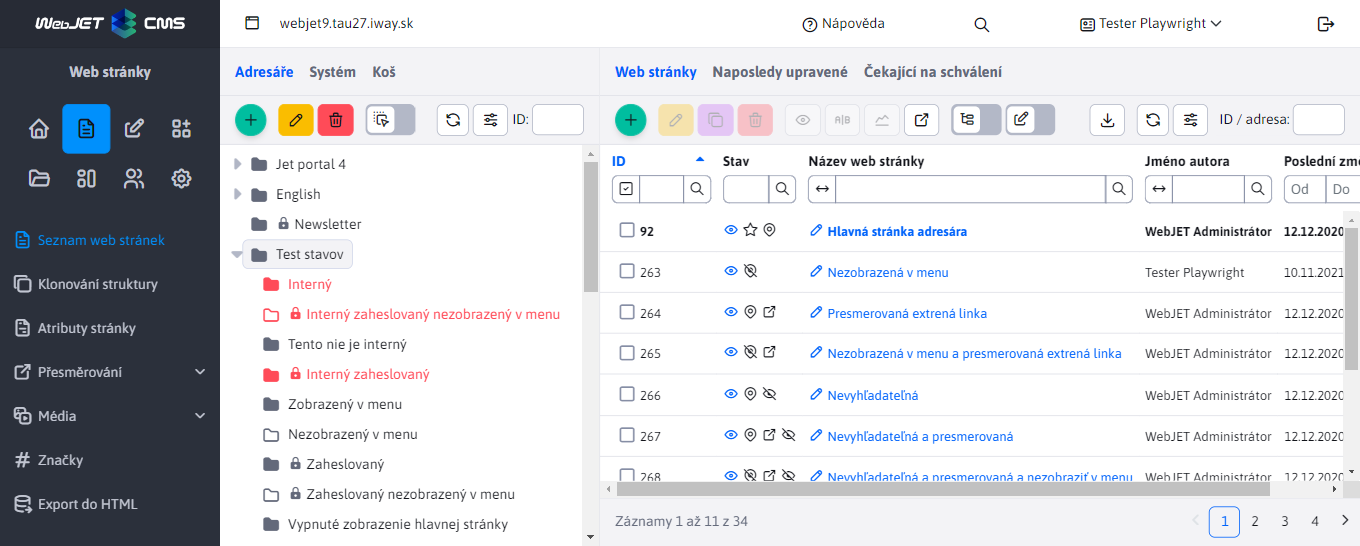 WebJET CMS
webjet9.tau27.iway.sk
Nápověda
Tester Playwright
Web stránky
Seznam web stránek
Klonování struktury
Atributy stránky
Přesměrování
Média
Značky
Export do HTML
Adresáře Systém Koš
ID:
Jet portal 4
English
Newsletter
Test stavov
Interný
Interný zaheslovaný nezobrazený v menu
Tento nie je interný
Interný zaheslovaný
Zobrazený v menu
Nezobrazený v menu
Zaheslovaný
Zaheslovaný nezobrazený v menu
Vypnuté zobrazenie hlavnej stránky
Web stránky Naposledy upravené Čekající na schválení
A|B
ID / adresa:
ID Stav Název web stránky Jméno autora Poslední změ
Od Do
92 Hlavná stránka adresára WebJET Administrátor 12.12.2020
263 Nezobrazená v menu Tester Playwright 10.11.2021
264 Presmerovaná extrená linka WebJET Administrátor 12.12.2020
265 Nezobrazená v menu a presmerovaná extrená linka WebJET Administrátor 12.12.2020
266 Nevyhľadateľná WebJET Administrátor 12.12.2020
267 Nevyhľadateľná a presmerovaná WebJET Administrátor 12.12.2020
268 Nevyhľadateľná a presmerovaná a nezobraziť v menu WebJET Administrátor 12.12.2020
Záznamy 1 až 11 z 34
1 2 3 4